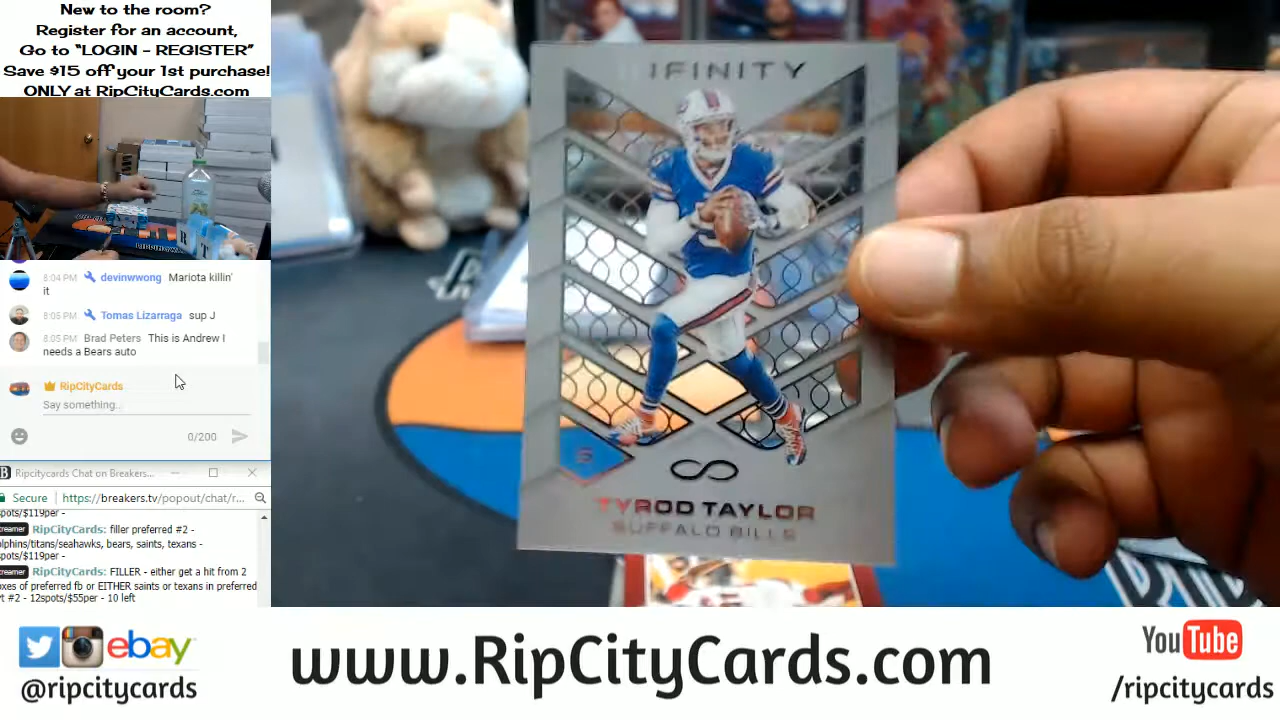 New to the room?
Register for an account,
Go to “LOGIN - REGISTER”
Save $15 off your 1st purchase!
ONLY at RipCityCards.com
8:04 PM devinwwong Mariota killin'
it
8:05 PM Tomas Lizarraga sup J
8:05 PM Brad Peters This is Andrew I
needs a Bears auto
RipCityCards
Say something...
0/200
Ripcitycards Chat on Breakers...
Secure https://breakers.tv/popout/chat/r...
spots/$119per -
RipCityCards: filler preferred #2 -
dolphins/titans/seahawks, bears, saints, texans -
spots/$119per -
RipCityCards: FILLER - either get a hit from 2
boxes of preferred fb or EITHER saints or texans in preferred
#2 - 12spots/$55per - 10 left
INFINITY
TYROD TAYLOR
BUFFALO BILLS
ebay
@ripcitycards
www.RipCityCards.com
YouTube
/ripcitycards